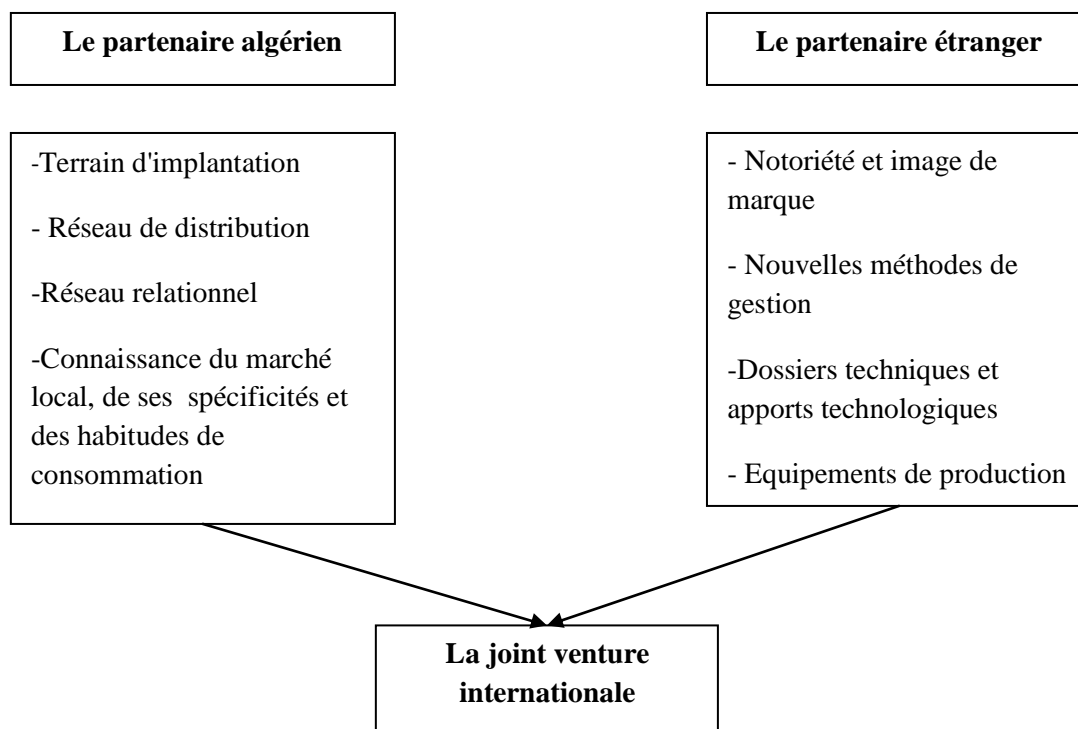 Le partenaire algérien
Le partenaire étranger
-Terrain d'implantation
- Réseau de distribution
-Réseau relationnel
-Connaissance du marché
local, de ses spécificités et
des habitudes de
consommation
- Notoriété et image de
marque
- Nouvelles méthodes de
gestion
-Dossiers techniques et
apports technologiques
- Equipements de production
La joint venture
internationale